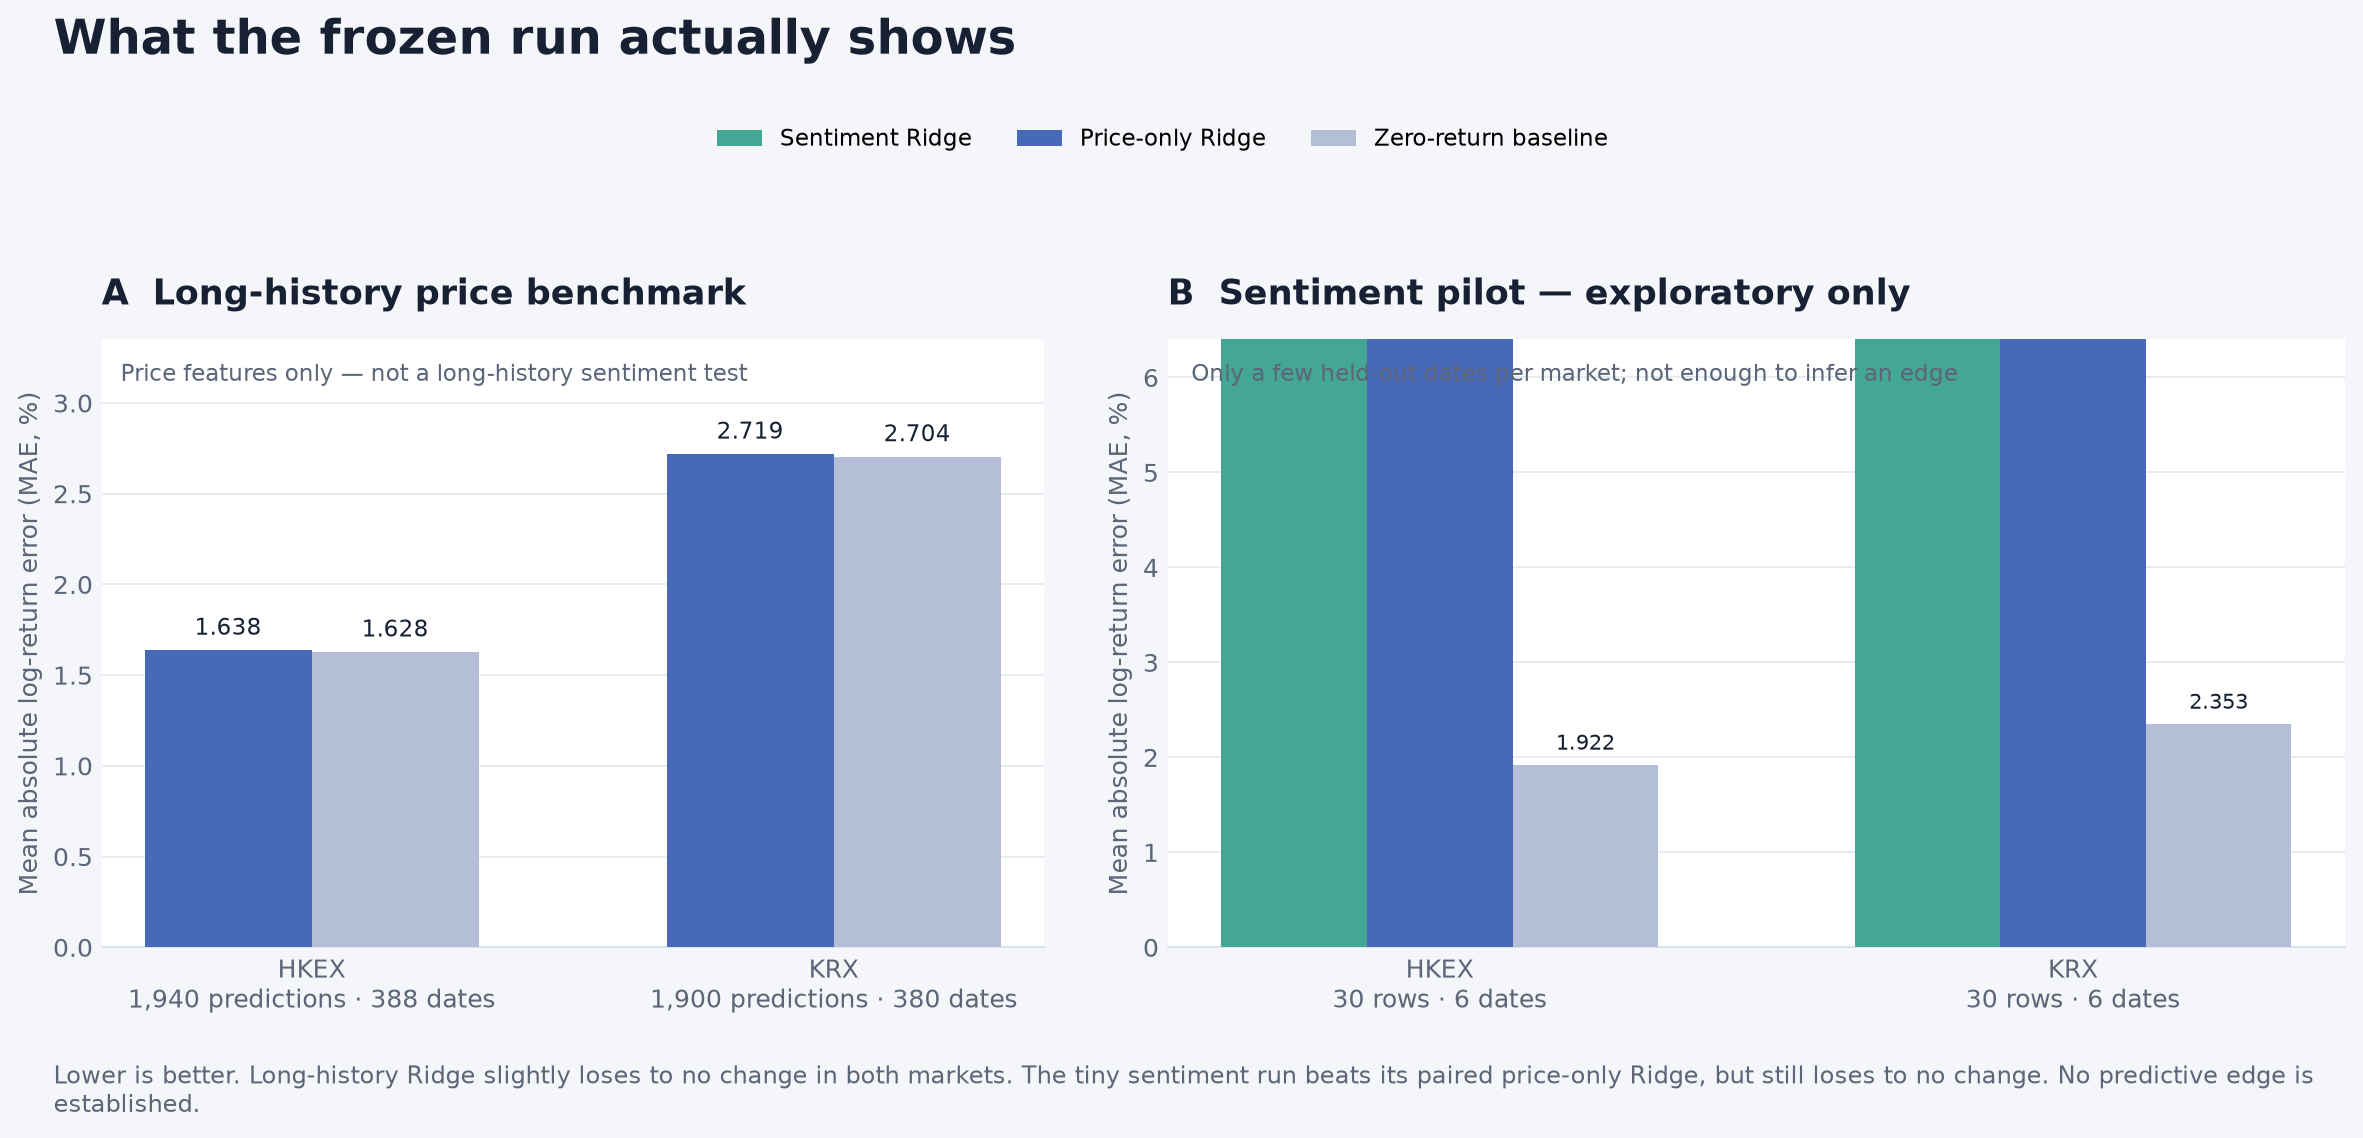 What the frozen run actually shows
Sentiment Ridge
Price-only Ridge
Zero-return baseline
A Long-history price benchmark
Price features only — not a long-history sentiment test
Mean absolute log-return error (MAE, %)
3.0
2.5
2.0
1.5
1.0
0.5
0.0
1.638
1.628
2.719
2.704
HKEX
1,940 predictions · 388 dates
KRX
1,900 predictions · 380 dates
B Sentiment pilot — exploratory only
Only a few held-out dates per market; not enough to infer an edge
Mean absolute log-return error (MAE, %)
6
5
4
3
2
1
0
1.922
2.353
HKEX
30 rows · 6 dates
KRX
30 rows · 6 dates
Lower is better. Long-history Ridge slightly loses to no change in both markets. The tiny sentiment run beats its paired price-only Ridge, but still loses to no change. No predictive edge is
established.